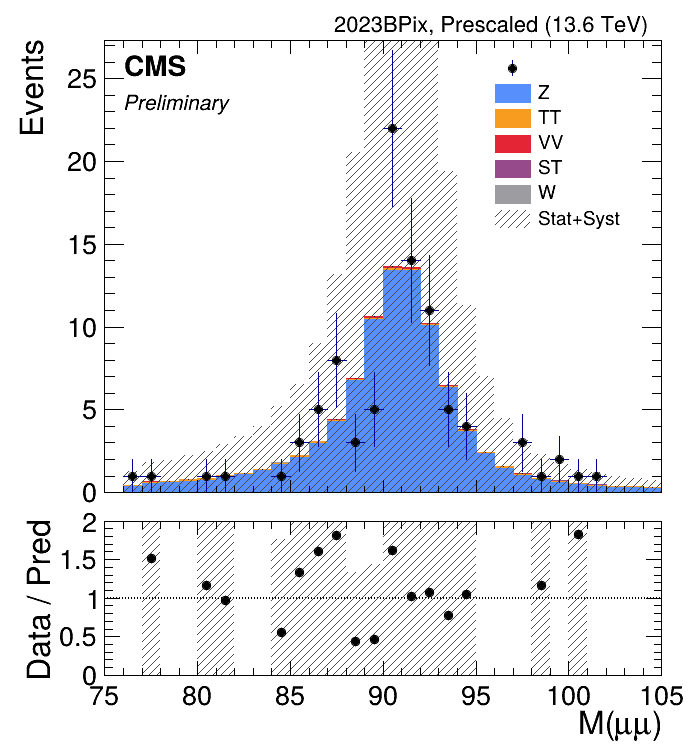 2023BPix, Prescaled (13.6 TeV)
CMS
Preliminary
Events
25
20
15
10
5
0
Z
TT
VV
ST
W
Stat+Syst
Data / Pred
2
1.5
1
0.5
0
75 80 85 90 95 100 105
M(μμ)